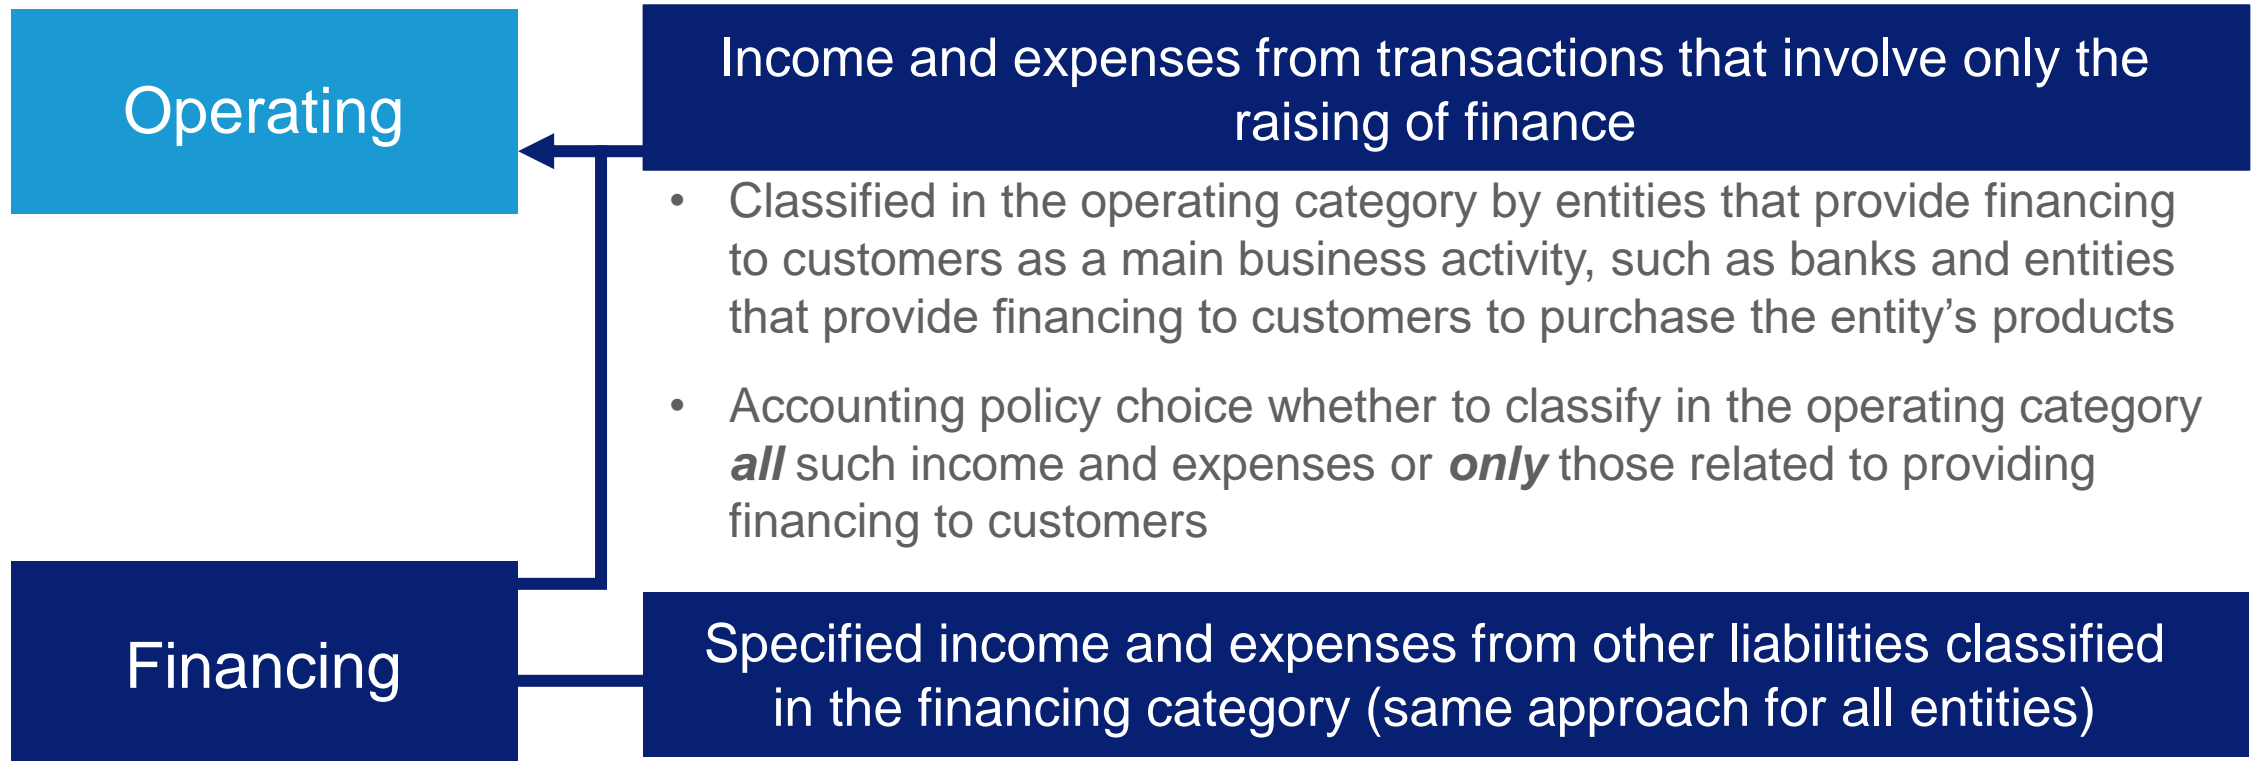 Operating
Income and expenses from transactions that involve only the
raising of finance
• Classified in the operating category by entities that provide financing
to customers as a main business activity, such as banks and entities
that provide financing to customers to purchase the entity’s products
• Accounting policy choice whether to classify in the operating category
all such income and expenses or only those related to providing
financing to customers
Financing
Specified income and expenses from other liabilities classified
in the financing category (same approach for all entities)